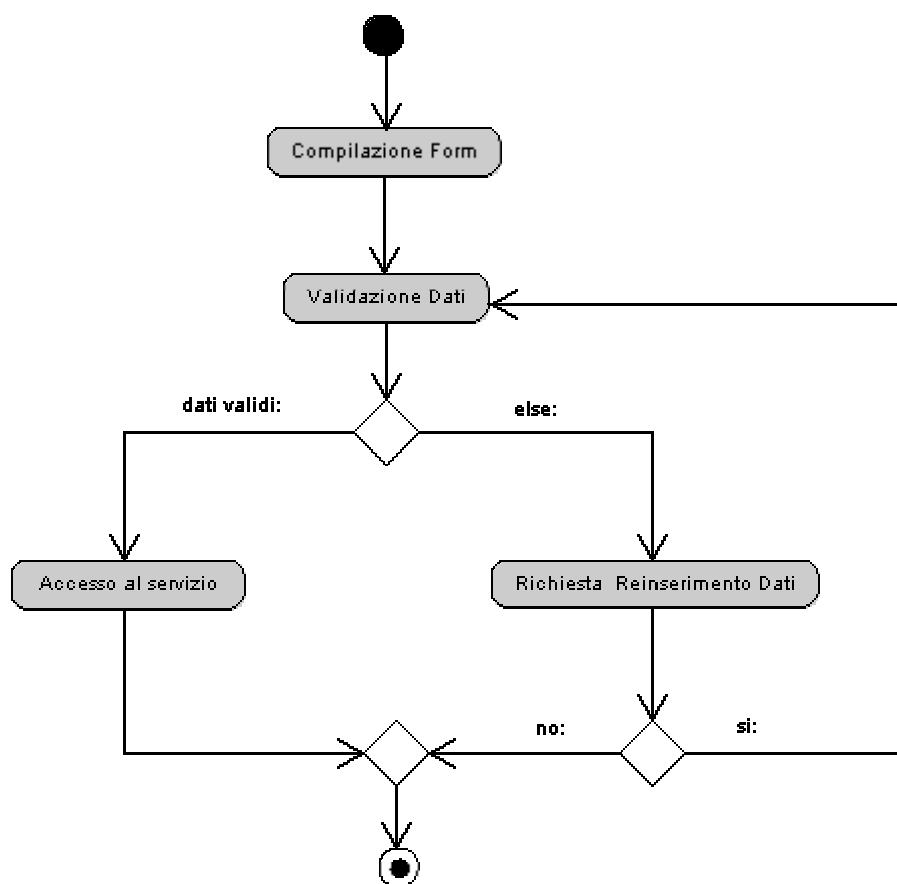 Compilazione Form
Validazione Dati
dati validi:
else:
Accesso al servizio
Richiesta Reinserimento Dati
no:
si: